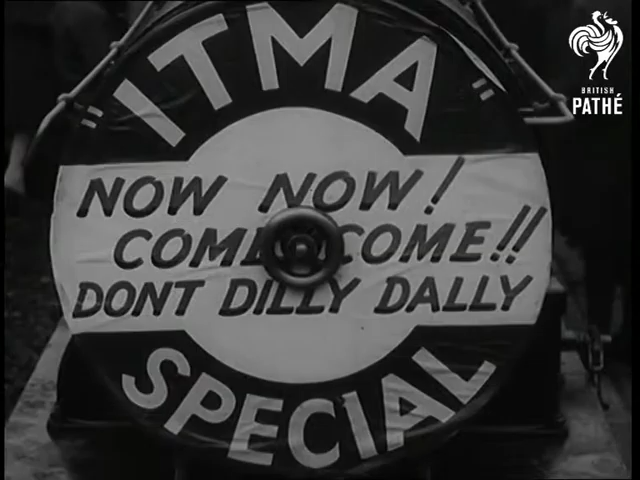 "ITMA"
NOW NOW!
COME COME!!
DONT DILLY DALLY
SPECIAL
BRITISH
PATHÉ